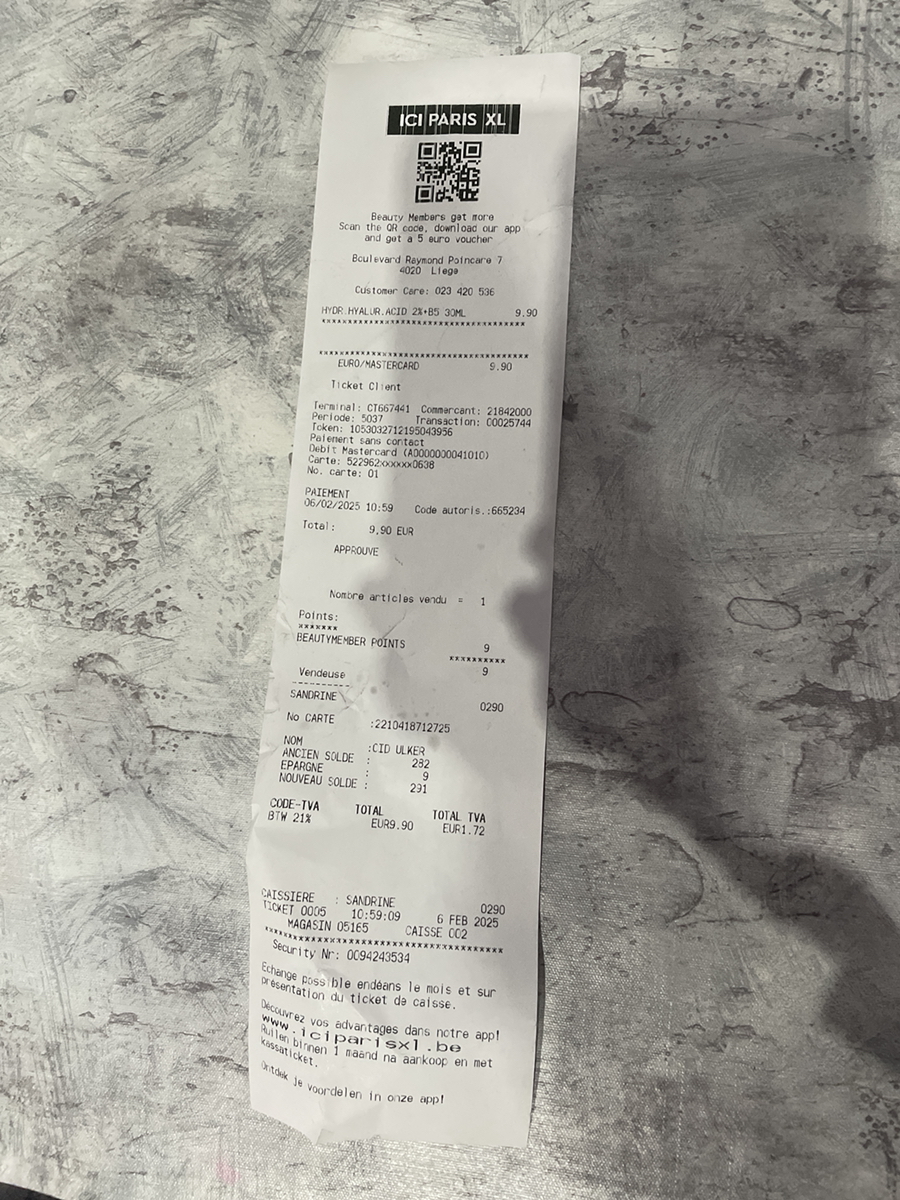 ICI PARIS XL
Beauty Members get more
Scan the QR code, download our app
and get a 5 euro voucher
Boulevard Raymond Poincare 7
4020 Liege
Customer Care: 023 420 536
HYDR.HYALUR.ACID 2%+B5 30ML 9.90
****************************************
****************************************
EURO/MASTERCARD 9.90
Ticket Client
Terminal: CT667441 Commercant: 21842000
Periode: 5037 Transaction: 00025744
Token: 1053032712195043956
Paiement sans contact
Debit Mastercard (A0000000041010)
Carte: 522962xxxxxx0638
No. carte: 01
PAIEMENT
06/02/2025 10:59 Code autoris.:665234
Total: 9,90 EUR
APPROUVE
Nombre articles vendu = 1
Points:
*******
BEAUTYMEMBER POINTS 9
**********
Vendeuse 9
----------
SANDRINE 0290
No CARTE :2210418712725
NOM :CID ULKER
ANCIEN SOLDE : 282
EPARGNE : 9
NOUVEAU SOLDE : 291
CODE-TVA TOTAL TOTAL TVA
BTW 21% EUR9.90 EUR1.72
CAISSIERE : SANDRINE 0290
TICKET 0005 10:59:09 6 FEB 2025
MAGASIN 05165 CAISSE 002
****************************************
Security Nr: 0094243534
Echange possible endéans le mois et sur
présentation du ticket de caisse.
Découvrez vos advantages dans notre app!
www.iciparisxl.be
Ruilen binnen 1 maand na aankoop en met
kassaticket.
Ontdek je voordelen in onze app!